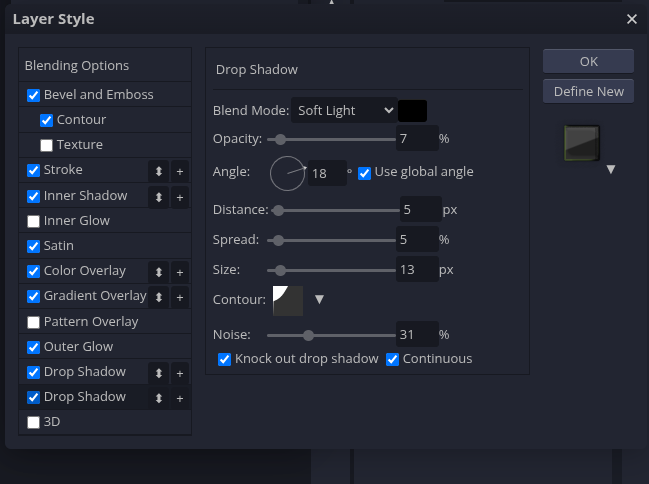 Layer Style
Blending Options
Bevel and Emboss
Contour
Texture
Stroke
Inner Shadow
Inner Glow
Satin
Color Overlay
Gradient Overlay
Pattern Overlay
Outer Glow
Drop Shadow
Drop Shadow
3D
Drop Shadow
Blend Mode: Soft Light
Opacity: 7 %
Angle: 18 ° Use global angle
Distance: 5 px
Spread: 5 %
Size: 13 px
Contour:
Noise: 31 %
Knock out drop shadow Continuous
OK
Define New